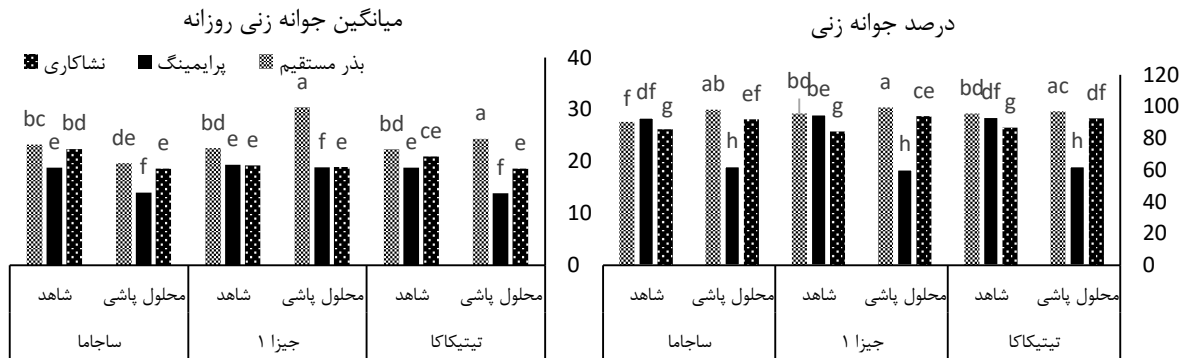 میانگین جوانه زنی روزانه
بذر مستقیم پرایمینگ نشاکاری
bc e bd de f e bd e e a f e bd e ce a f e
40
30
20
10
0
شاهد محلول پاشی شاهد محلول پاشی شاهد محلول پاشی
ساجاما جیزا ۱ تیتیکاکا
درصد جوانه زنی
f df g ab h ef bd be g a h ce bd df g ac h df
120
100
80
60
40
20
0
شاهد محلول پاشی شاهد محلول پاشی شاهد محلول پاشی
ساجاما جیزا ۱ تیتیکاکا